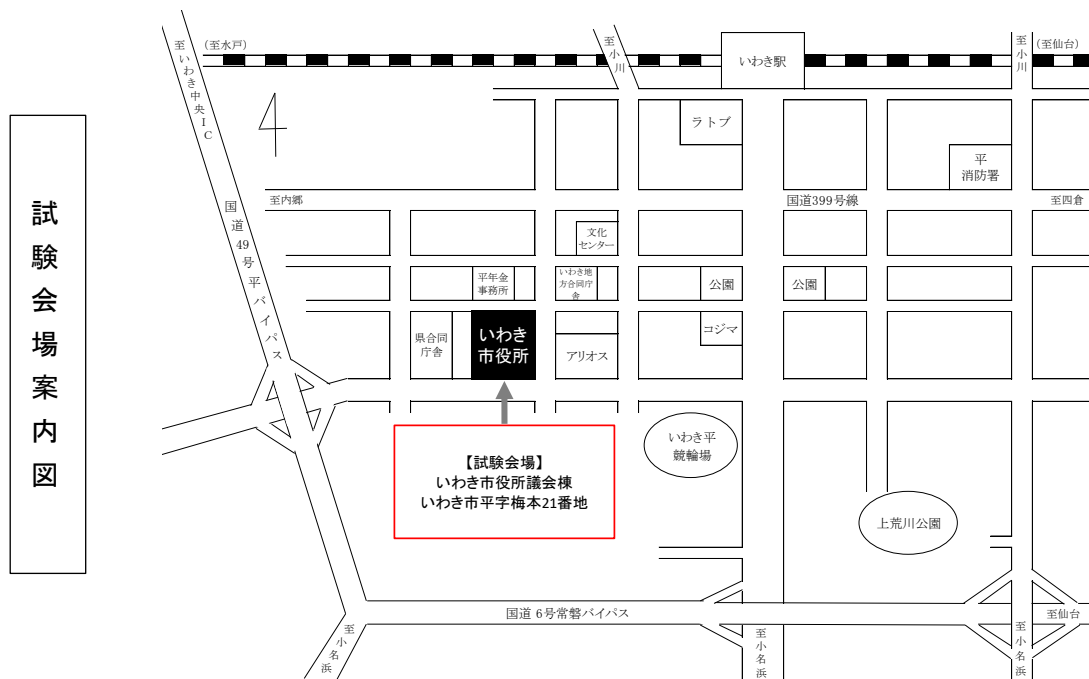 試験会場案内図
至いわき中央IC
(至水戸)
至小川
いわき駅
至小川
(至仙台)
ラトブ
平
消防署
至内郷
国道399号線
至四倉
国道49号平バイパス
文化
センター
平年金
事務所
いわき地
方合同庁
舎
公園
公園
県合同
庁舎
いわき
市役所
アリオス
コジマ
【試験会場】
いわき市役所議会棟
いわき市平字梅本21番地
いわき平
競輪場
上荒川公園
国道 6号常磐バイパス
至仙台
至小名浜
至小名浜
至小名浜